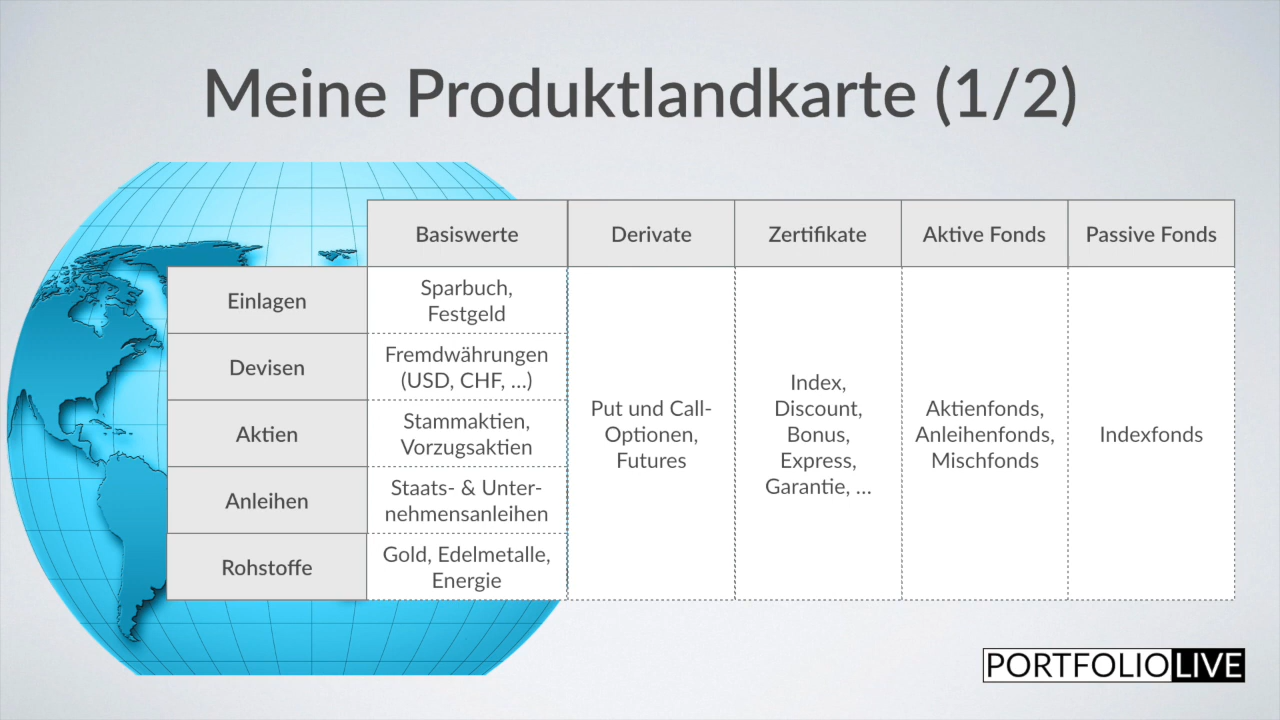 Meine Produktlandkarte (1/2)
Basiswerte
Derivate
Zertifikate
Aktive Fonds
Passive Fonds
Einlagen
Sparbuch,
Festgeld
Devisen
Fremdwährungen
(USD, CHF, ...)
Aktien
Stammaktien,
Vorzugsaktien
Anleihen
Staats- & Unter-
nehmensanleihen
Rohstoffe
Gold, Edelmetalle,
Energie
Put und Call-
Optionen,
Futures
Index,
Discount,
Bonus,
Express,
Garantie, ...
Aktienfonds,
Anleihenfonds,
Mischfonds
Indexfonds
PORTFOLIO LIVE